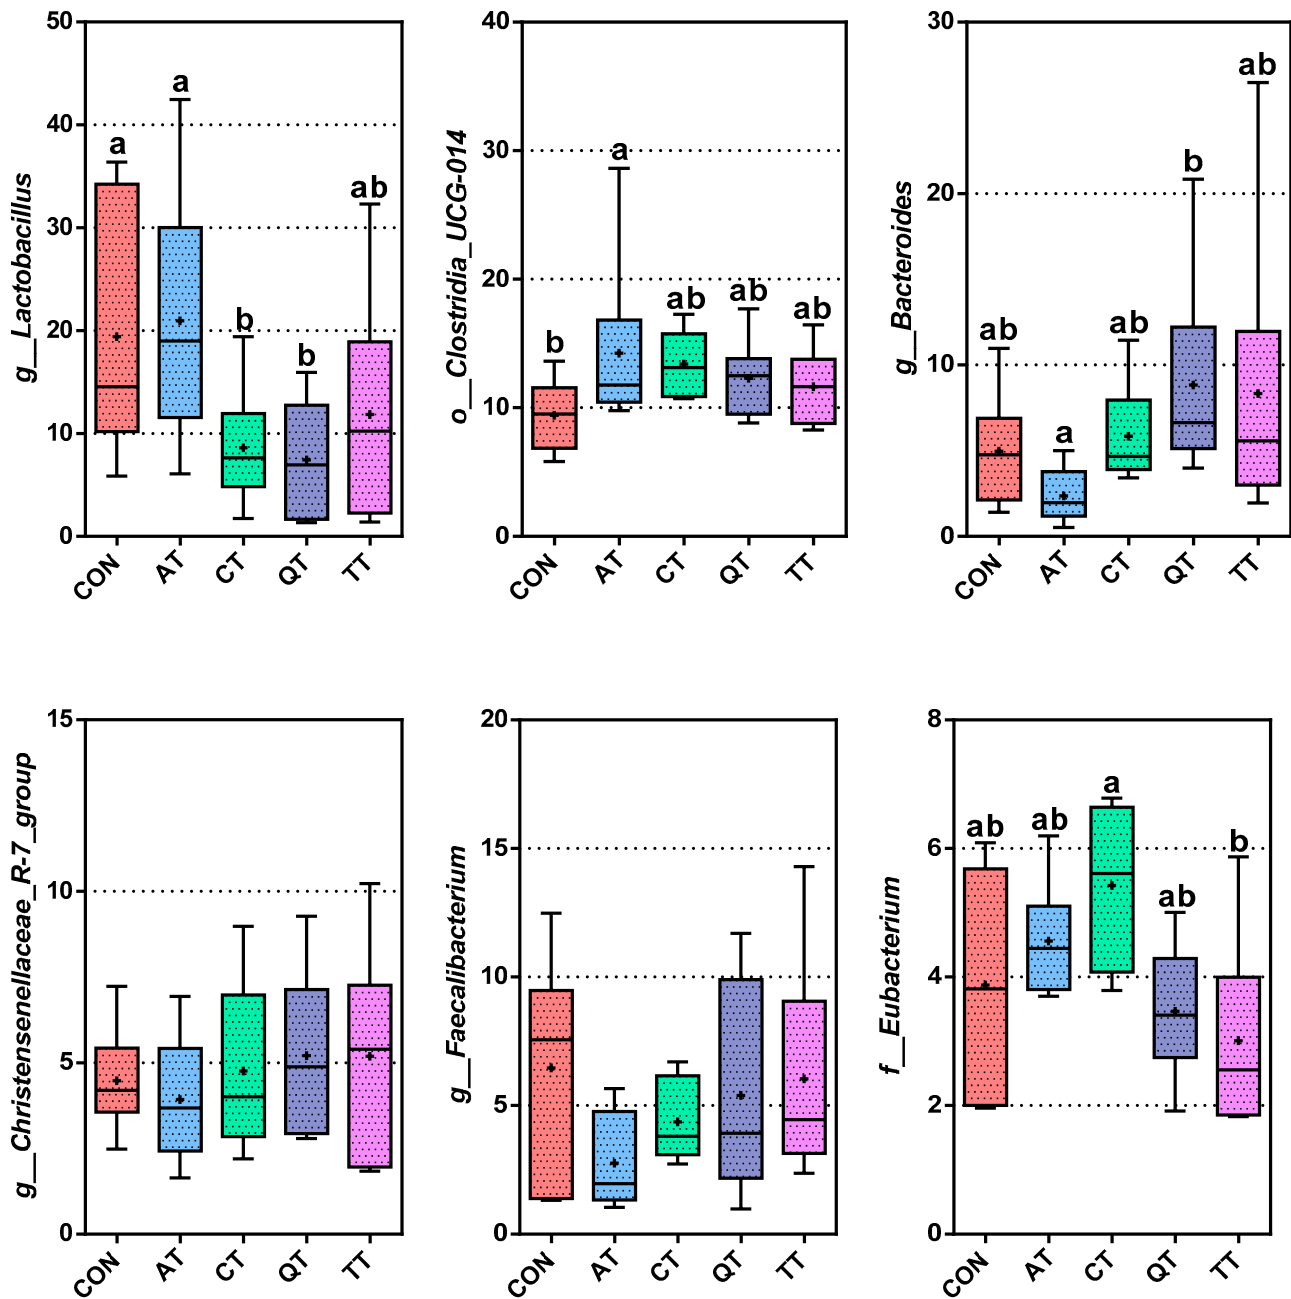 g__Lactobacillus
50
40
30
20
10
0
a
a
b
b
ab
CON
AT
CT
QT
TT
o__Clostridia_UCG-014
40
30
20
10
0
b
a
ab
ab
ab
CON
AT
CT
QT
TT
g__Bacteroides
30
20
10
0
ab
a
ab
b
ab
CON
AT
CT
QT
TT
g__Christensenellaceae_R-7_group
15
10
5
0
CON
AT
CT
QT
TT
g__Faecalibacterium
20
15
10
5
0
CON
AT
CT
QT
TT
f__Eubacterium
8
6
4
2
0
ab
ab
a
ab
b
CON
AT
CT
QT
TT